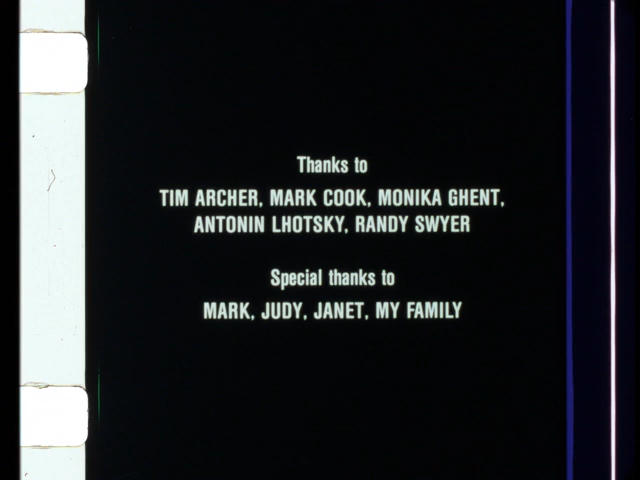 Thanks to
TIM ARCHER, MARK COOK, MONIKA GHENT,
ANTONIN LHOTSKY, RANDY SWYER
Special thanks to
MARK, JUDY, JANET, MY FAMILY